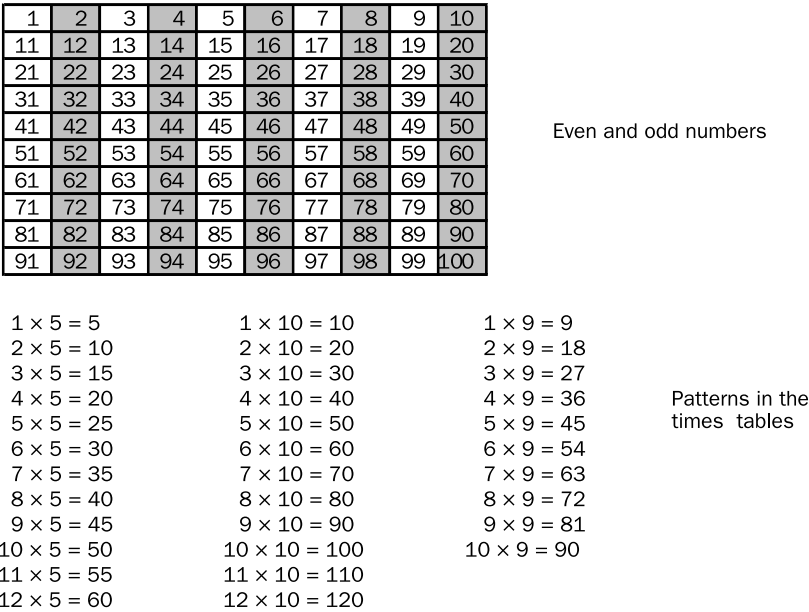 1 2 3 4 5 6 7 8 9 10
11 12 13 14 15 16 17 18 19 20
21 22 23 24 25 26 27 28 29 30
31 32 33 34 35 36 37 38 39 40
41 42 43 44 45 46 47 48 49 50
51 52 53 54 55 56 57 58 59 60
61 62 63 64 65 66 67 68 69 70
71 72 73 74 75 76 77 78 79 80
81 82 83 84 85 86 87 88 89 90
91 92 93 94 95 96 97 98 99 100
Even and odd numbers
1 × 5 = 5
2 × 5 = 10
3 × 5 = 15
4 × 5 = 20
5 × 5 = 25
6 × 5 = 30
7 × 5 = 35
8 × 5 = 40
9 × 5 = 45
10 × 5 = 50
11 × 5 = 55
12 × 5 = 60
1 × 10 = 10
2 × 10 = 20
3 × 10 = 30
4 × 10 = 40
5 × 10 = 50
6 × 10 = 60
7 × 10 = 70
8 × 10 = 80
9 × 10 = 90
10 × 10 = 100
11 × 10 = 110
12 × 10 = 120
1 × 9 = 9
2 × 9 = 18
3 × 9 = 27
4 × 9 = 36
5 × 9 = 45
6 × 9 = 54
7 × 9 = 63
8 × 9 = 72
9 × 9 = 81
10 × 9 = 90
Patterns in the
times tables